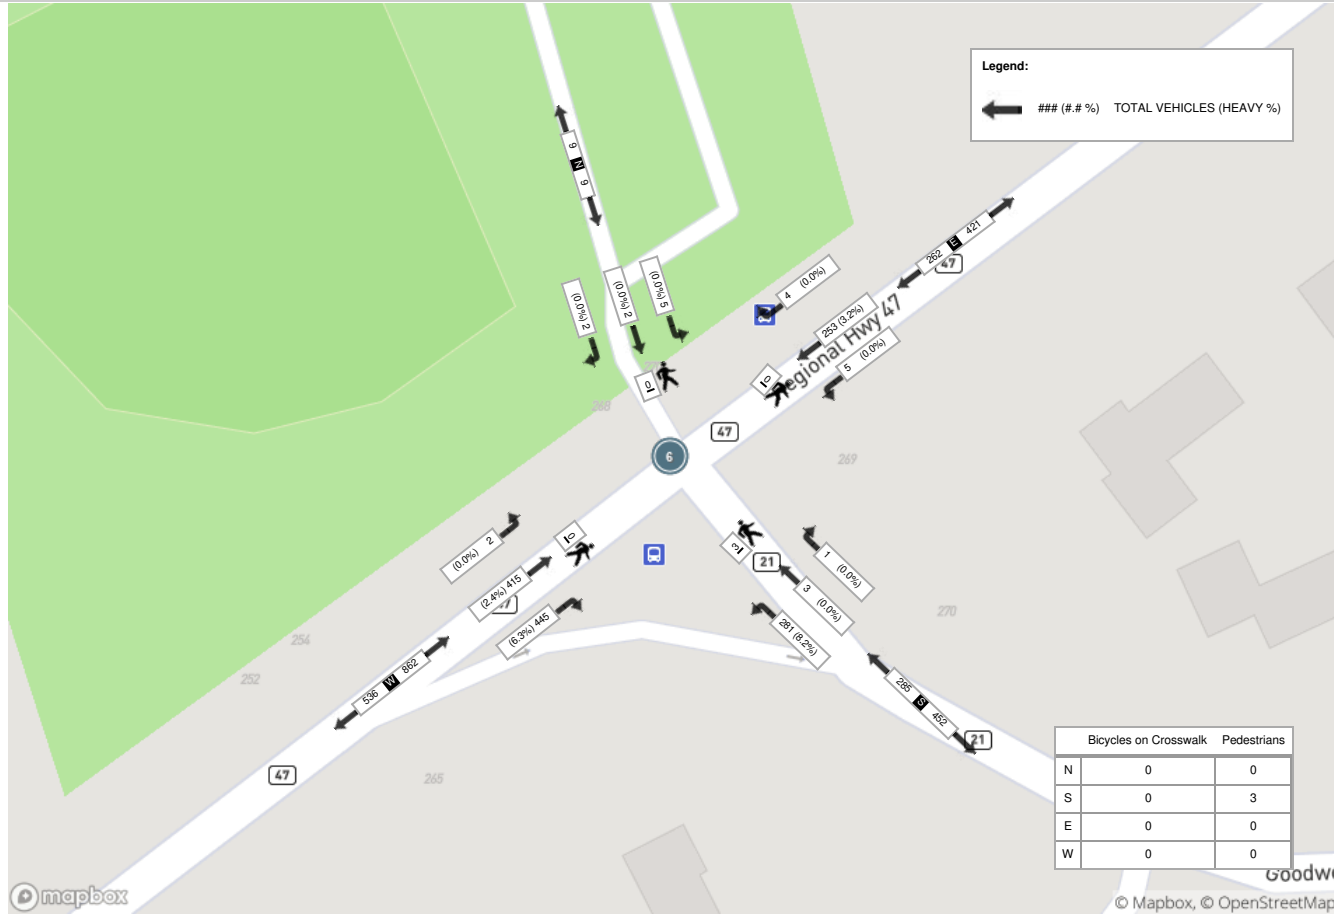 Legend:
### (#.# %) TOTAL VEHICLES (HEAVY %)
9 N 9
421
E
262
47
4 (0.0%)
(0.0%) 2
(0.0%) 2
(0.0%) 5
253 (3.2%)
Regional Hwy 47
5 (0.0%)
0
0
268
47
6
269
(0.0%) 2
0
(2.4%) 415
47
(6.3%) 445
3
21
1 (0.0%)
3 (0.0%)
281 (8.2%)
270
254
252
536 W 862
285 S 452
21
47
265
Bicycles on Crosswalk Pedestrians
N 0 0
S 0 3
E 0 0
W 0 0
mapbox
© Mapbox, © OpenStreetMap